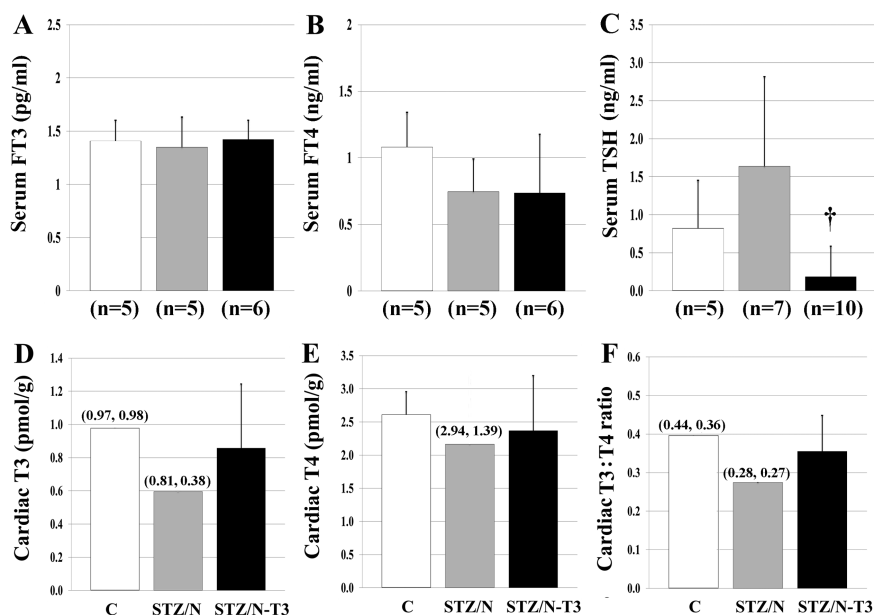 A
Serum FT3 (pg/ml)
2.5
2
1.5
1
0.5
0
(n=5) (n=5) (n=6)
B
Serum FT4 (ng/ml)
2
1.5
1
0.5
0
(n=5) (n=5) (n=6)
C
Serum TSH (ng/ml)
3.5
3.0
2.5
2.0
1.5
1.0
0.5
0.0
†
(n=5) (n=7) (n=10)
D
Cardiac T3 (pmol/g)
1.4
1.2
1.0
0.8
0.6
0.4
0.2
0.0
(0.97, 0.98)
(0.81, 0.38)
C STZ/N STZ/N-T3
E
Cardiac T4 (pmol/g)
3.5
3.0
2.5
2.0
1.5
1.0
0.5
0.0
(2.94, 1.39)
C STZ/N STZ/N-T3
F
Cardiac T3:T4 ratio
0.6
0.5
0.4
0.3
0.2
0.1
0.0
(0.44, 0.36)
(0.28, 0.27)
C STZ/N STZ/N-T3